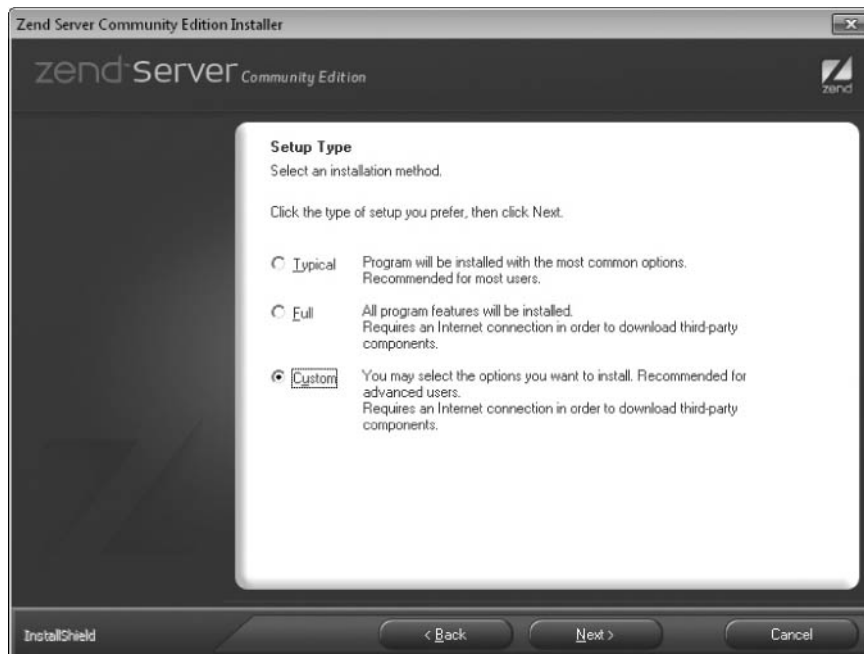 Zend Server Community Edition Installer
zend Server Community Edition
zend
Setup Type
Select an installation method.
Click the type of setup you prefer, then click Next.
Typical Program will be installed with the most common options.
Recommended for most users.
Full All program features will be installed.
Requires an Internet connection in order to download third-party
components.
Custom You may select the options you want to install. Recommended for
advanced users.
Requires an Internet connection in order to download third-party
components.
InstallShield < Back Next > Cancel